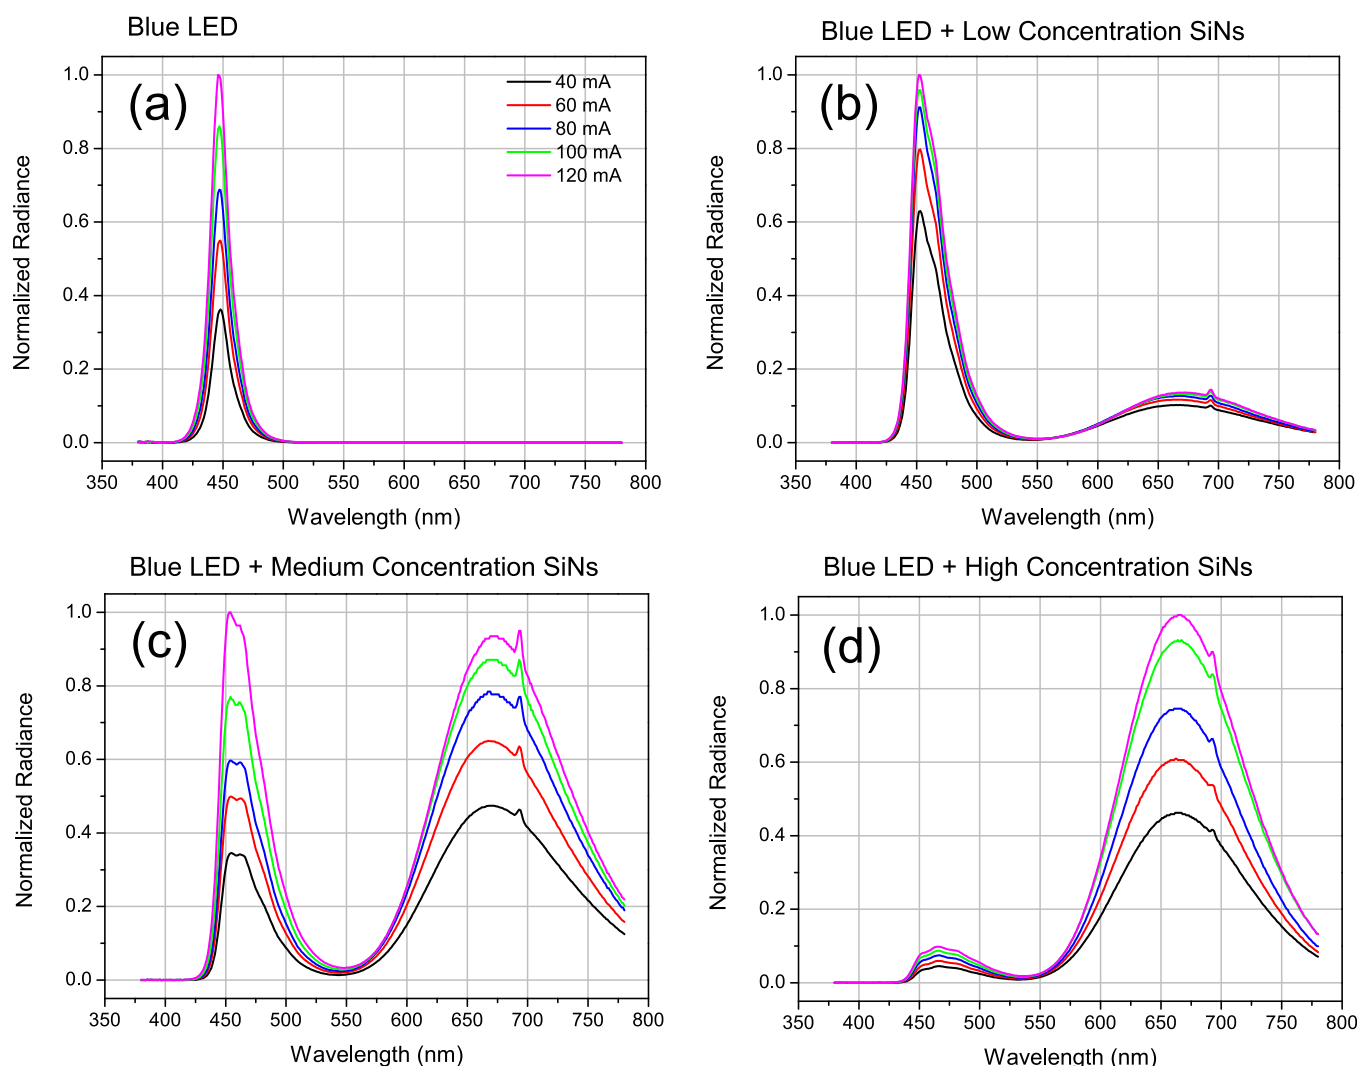 Blue LED
(a)
40 mA
60 mA
80 mA
100 mA
120 mA
1.0
0.8
0.6
0.4
0.2
0.0
Normalized Radiance
350 400 450 500 550 600 650 700 750 800
Wavelength (nm)
Blue LED + Low Concentration SiNs
(b)
1.0
0.8
0.6
0.4
0.2
0.0
Normalized Radiance
350 400 450 500 550 600 650 700 750 800
Wavelength (nm)
Blue LED + Medium Concentration SiNs
(c)
1.0
0.8
0.6
0.4
0.2
0.0
Normalized Radiance
350 400 450 500 550 600 650 700 750 800
Wavelength (nm)
Blue LED + High Concentration SiNs
(d)
1.0
0.8
0.6
0.4
0.2
0.0
Normalized Radiance
350 400 450 500 550 600 650 700 750 800
Wavelength (nm)